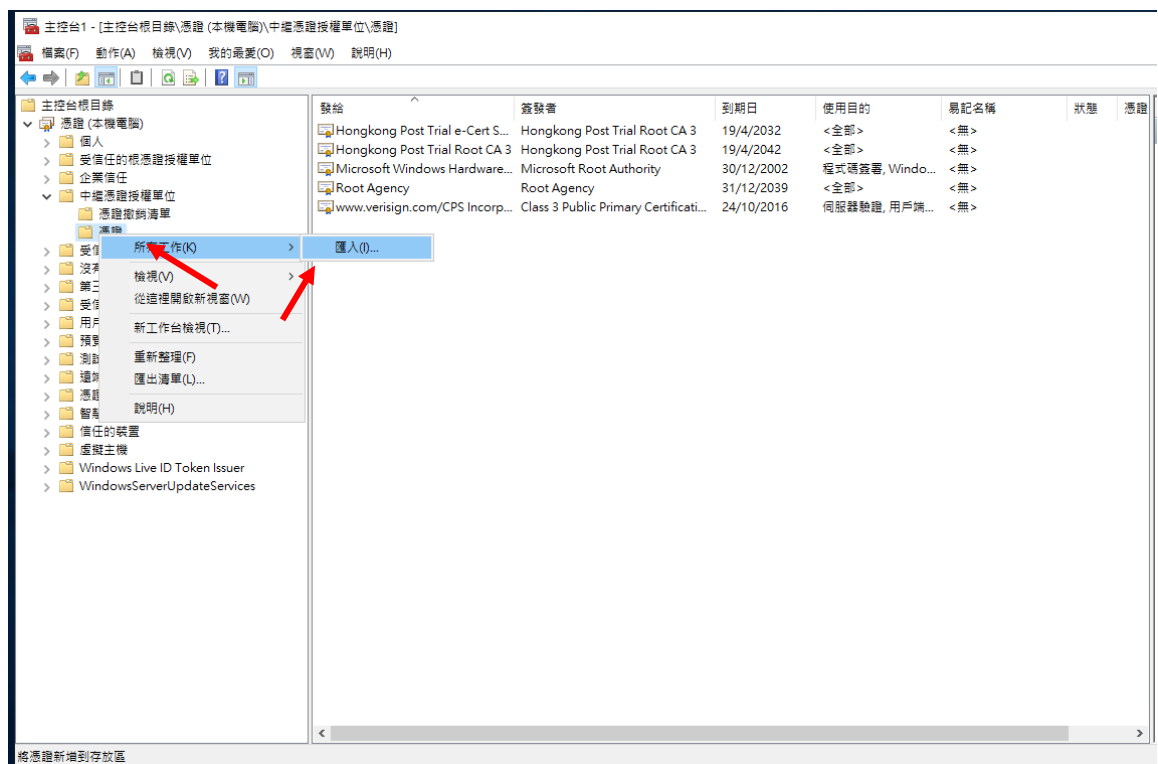 主控台1 - [主控台根目錄\憑證 (本機電腦)\中繼憑證授權單位\憑證]
檔案(F) 動作(A) 檢視(V) 我的最愛(O) 視窗(W) 說明(H)
主控台根目錄
憑證 (本機電腦)
個人
受信任的根憑證授權單位
企業信任
中繼憑證授權單位
憑證撤銷清單
憑證
信任的裝置
虛擬主機
Windows Live ID Token Issuer
WindowsServerUpdateServices
所有工作(K)
檢視(V)
從這裡開啟新視窗(W)
新工作台檢視(T)...
重新整理(F)
匯出清單(L)...
說明(H)
匯入(I)...
發給 簽發者 到期日 使用目的 易記名稱 狀態 憑證
Hongkong Post Trial e-Cert S... Hongkong Post Trial Root CA 3 19/4/2032 <全部> <無>
Hongkong Post Trial Root CA 3 Hongkong Post Trial Root CA 3 19/4/2042 <全部> <無>
Microsoft Windows Hardware... Microsoft Root Authority 30/12/2002 程式碼簽署, Windo... <無>
Root Agency Root Agency 31/12/2039 <全部> <無>
www.verisign.com/CPS Incorp... Class 3 Public Primary Certificati... 24/10/2016 伺服器驗證, 用戶端... <無>
將憑證新增到存放區